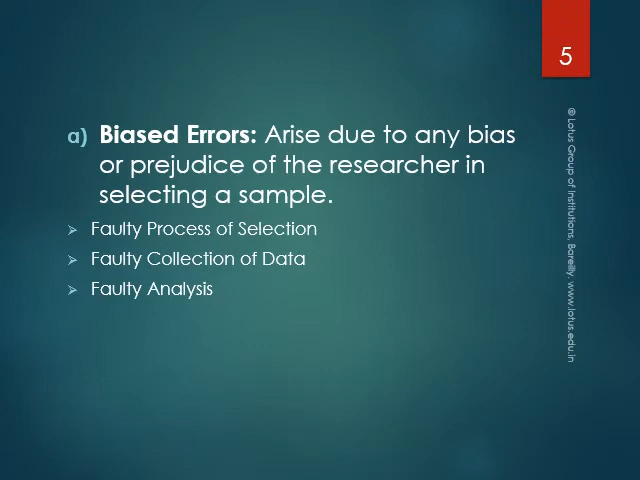 5
a) Biased Errors: Arise due to any bias
or prejudice of the researcher in
selecting a sample.
➢ Faulty Process of Selection
➢ Faulty Collection of Data
➢ Faulty Analysis
® Lotus Group of Institutions, Bareilly. www.lotus.edu.in